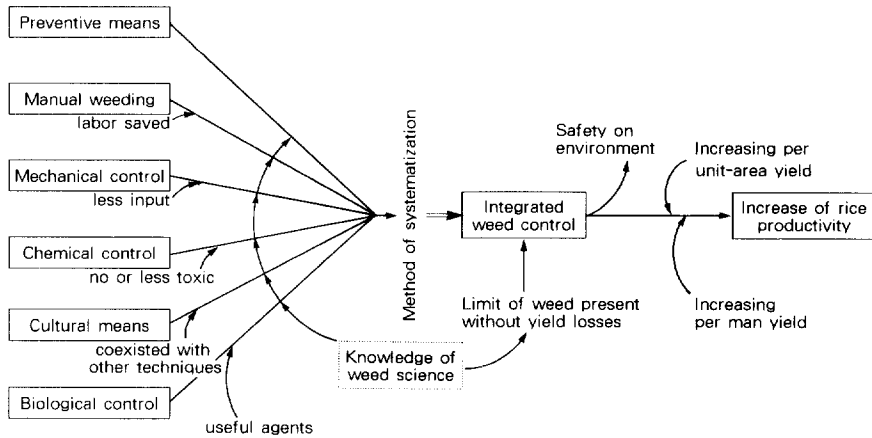 Preventive means
Manual weeding
labor saved
Mechanical control
less input
Chemical control
no or less toxic
Cultural means
coexisted with
other techniques
Biological control
useful agents
Knowledge of
weed science
Method of systematization
Integrated
weed control
Limit of weed present
without yield losses
Safety on
environment
Increasing per
unit-area yield
Increasing
per man yield
Increase of rice
productivity